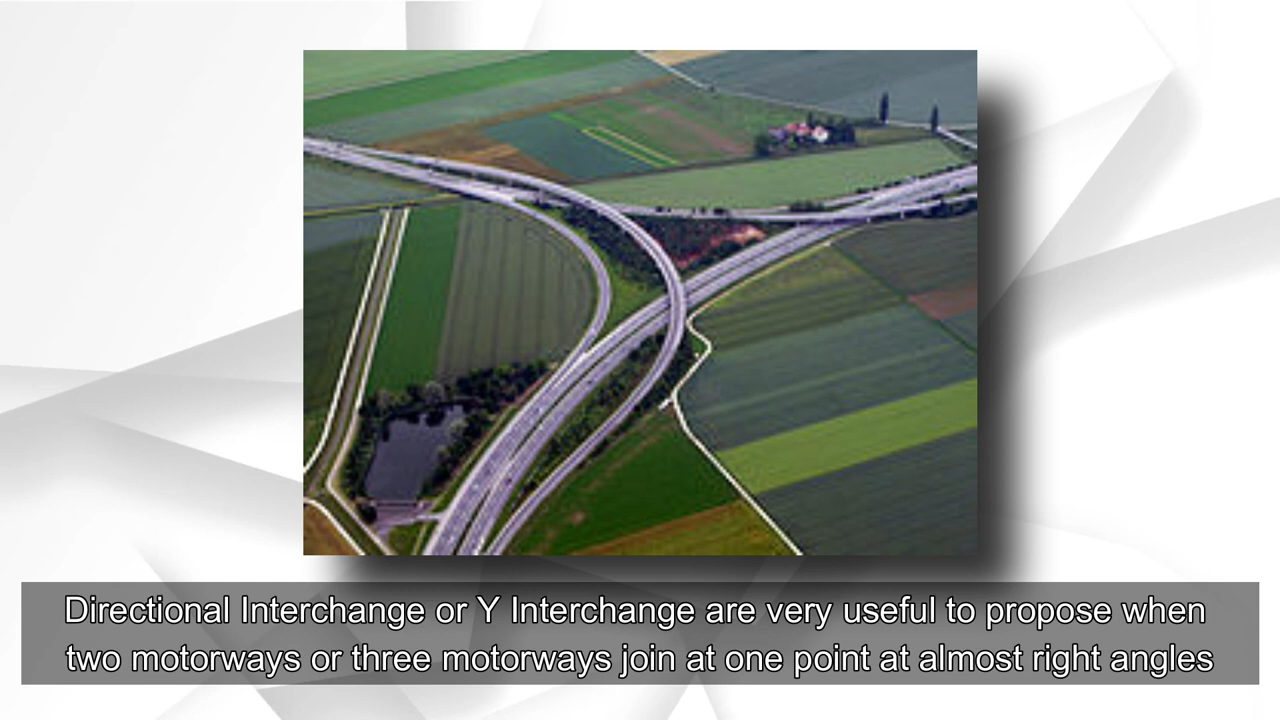 Directional Interchange or Y Interchange are very useful to propose when
two motorways or three motorways join at one point at almost right angles